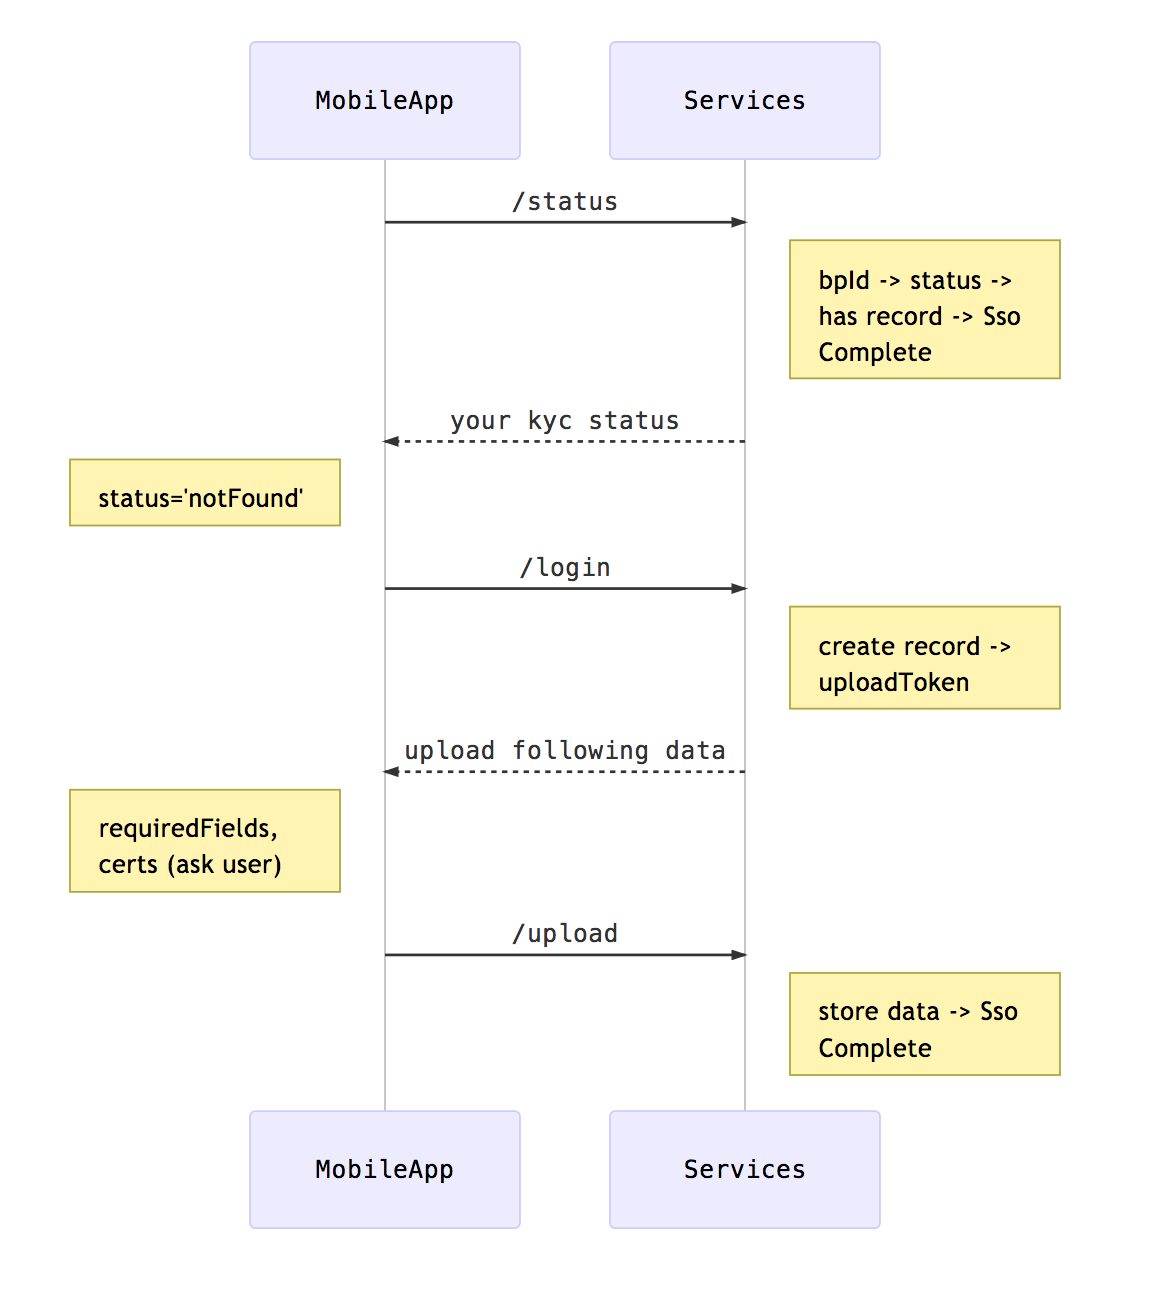 MobileApp
Services
/status
bpId -> status ->
has record -> Sso
Complete
your kyc status
status='notFound'
/login
create record ->
uploadToken
upload following data
requiredFields,
certs (ask user)
/upload
store data -> Sso
Complete
MobileApp
Services